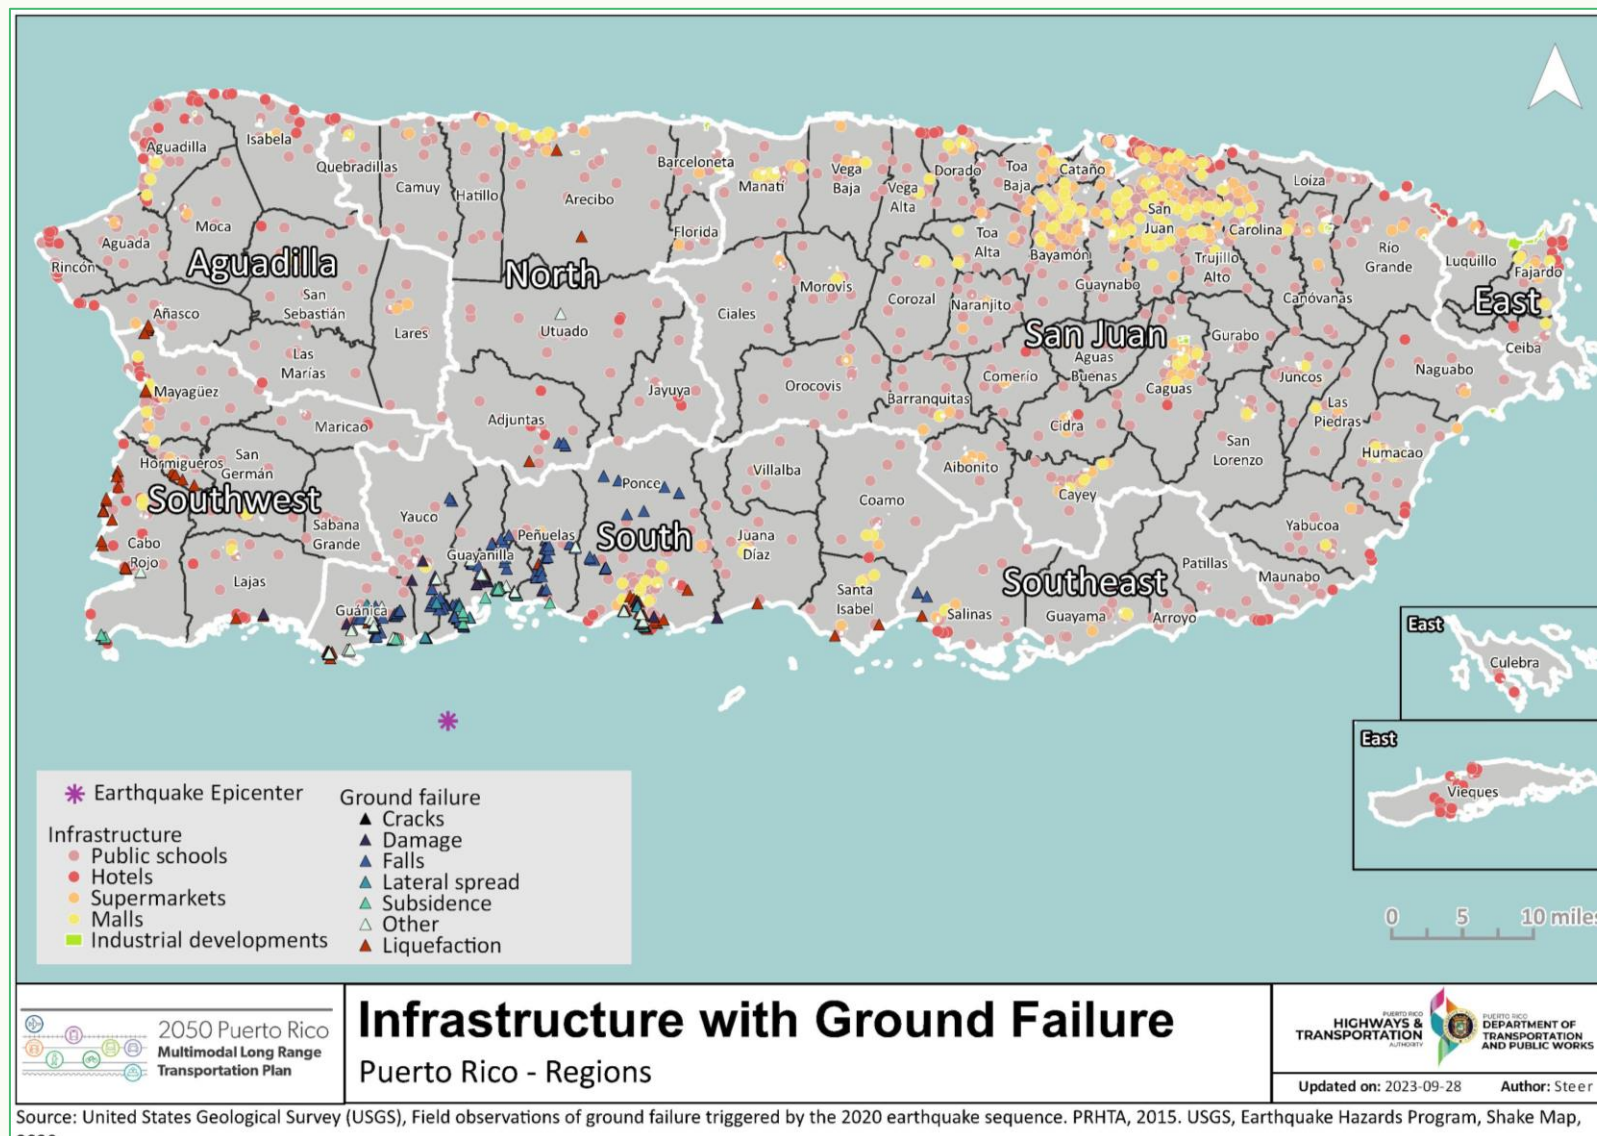 Aguadilla
Isabela
Quebradillas
Camuy
Hatillo
Arecibo
Barceloneta
Florida
Manatí
Vega
Baja
Vega
Alta
Dorado
Toa
Baja
Cataño
San
Juan
Loiza
Carolina
Toa
Alta
Bayamón
Guaynabo
Trujillo
Alto
Canóvanas
Río
Grande
Luquillo
Fajardo
East
Ceiba
Moca
Aguada
Rincón
Aguadilla
North
San
Sebastián
Añasco
Lares
Utuado
Ciales
Morovis
Corozal
Naranjito
San Juan
Gurabo
Las
Marías
Mayagüez
Maricao
Adjuntas
Jayuya
Orocovis
Barranquitas
Comerío
Aguas
Buenas
Caguas
Juncos
Naguabo
Las
Piedras
Cidra
San
Lorenzo
Humacao
Hormigueros
San
Germán
Southwest
Sabana
Grande
Cabo
Rojo
Lajas
Yauco
Guayanilla
Peñuelas
Guánica
Ponce
South
Villalba
Juana
Díaz
Coamo
Santa
Isabel
Aibonito
Cayey
Yabucoa
Southeast
Patillas
Maunabo
Salinas
Guayama
Arroyo
East
Culebra
East
Vieques
Earthquake Epicenter
Infrastructure
Public schools
Hotels
Supermarkets
Malls
Industrial developments
Ground failure
Cracks
Damage
Falls
Lateral spread
Subsidence
Other
Liquefaction
0 5 10 miles
2050 Puerto Rico
Multimodal Long Range
Transportation Plan
Infrastructure with Ground Failure
Puerto Rico - Regions
PUERTO RICO
HIGHWAYS &
TRANSPORTATION
AUTHORITY
PUERTO RICO
DEPARTMENT OF
TRANSPORTATION
AND PUBLIC WORKS
Updated on: 2023-09-28 Author: Steer
Source: United States Geological Survey (USGS), Field observations of ground failure triggered by the 2020 earthquake sequence. PRHTA, 2015. USGS, Earthquake Hazards Program, Shake Map,